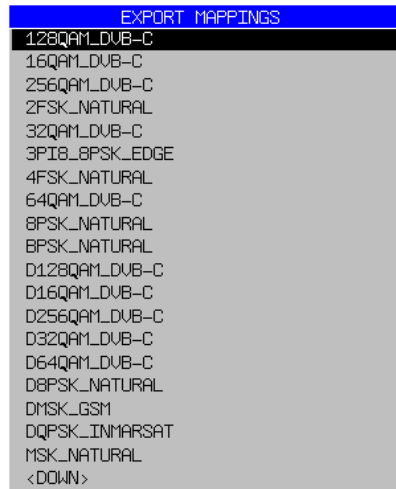 EXPORT MAPPINGS
128QAM_DVB-C
16QAM_DVB-C
256QAM_DVB-C
2FSK_NATURAL
32QAM_DVB-C
3PI8_8PSK_EDGE
4FSK_NATURAL
64QAM_DVB-C
8PSK_NATURAL
BPSK_NATURAL
D128QAM_DVB-C
D16QAM_DVB-C
D256QAM_DVB-C
D32QAM_DVB-C
D64QAM_DVB-C
D8PSK_NATURAL
DMSK_GSM
DQPSK_INMARSAT
MSK_NATURAL
<DOWN>